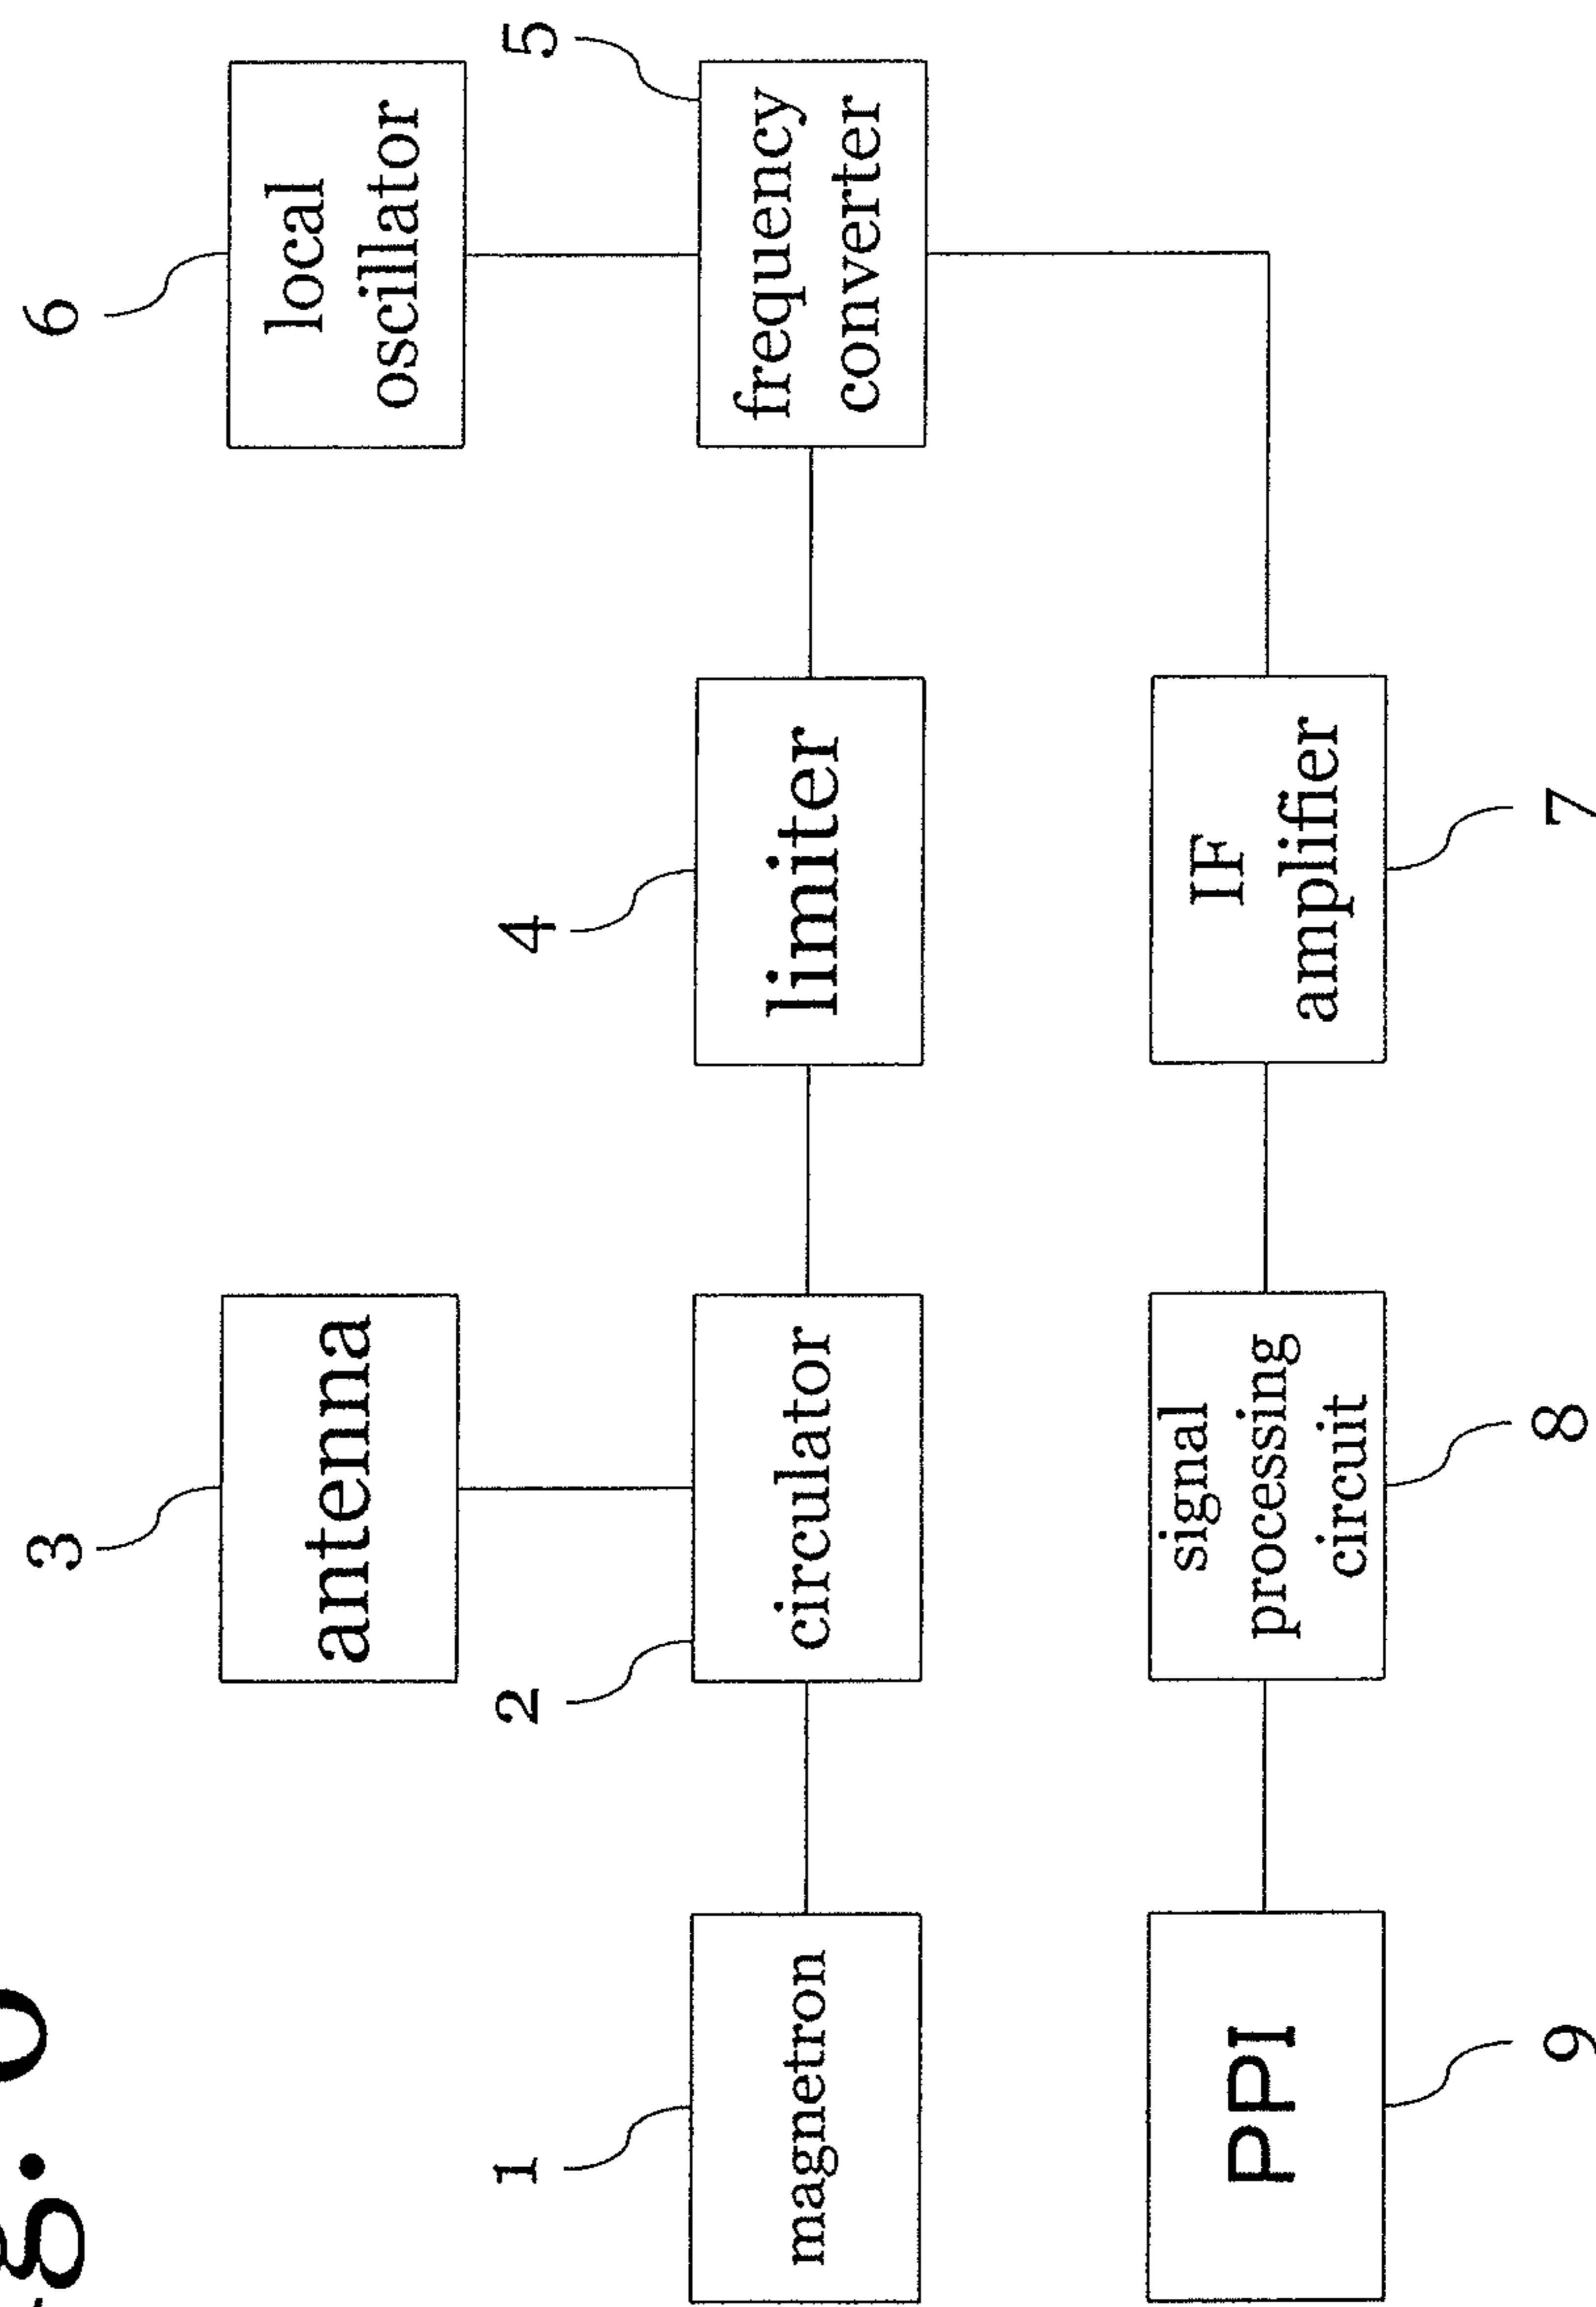 3
6
antenna
local
oscillator
1
2
4
5
magnetron
circulator
limiter
frequency
converter
PPI
signal
processing
circuit
IF
amplifier
9
8
7